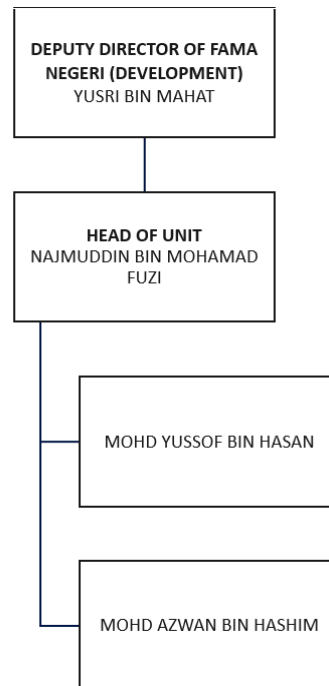 DEPUTY DIRECTOR OF FAMA
NEGERI (DEVELOPMENT)
YUSRI BIN MAHAT
HEAD OF UNIT
NAJMUDDIN BIN MOHAMAD
FUZI
MOHD YUSSOF BIN HASAN
MOHD AZWAN BIN HASHIM